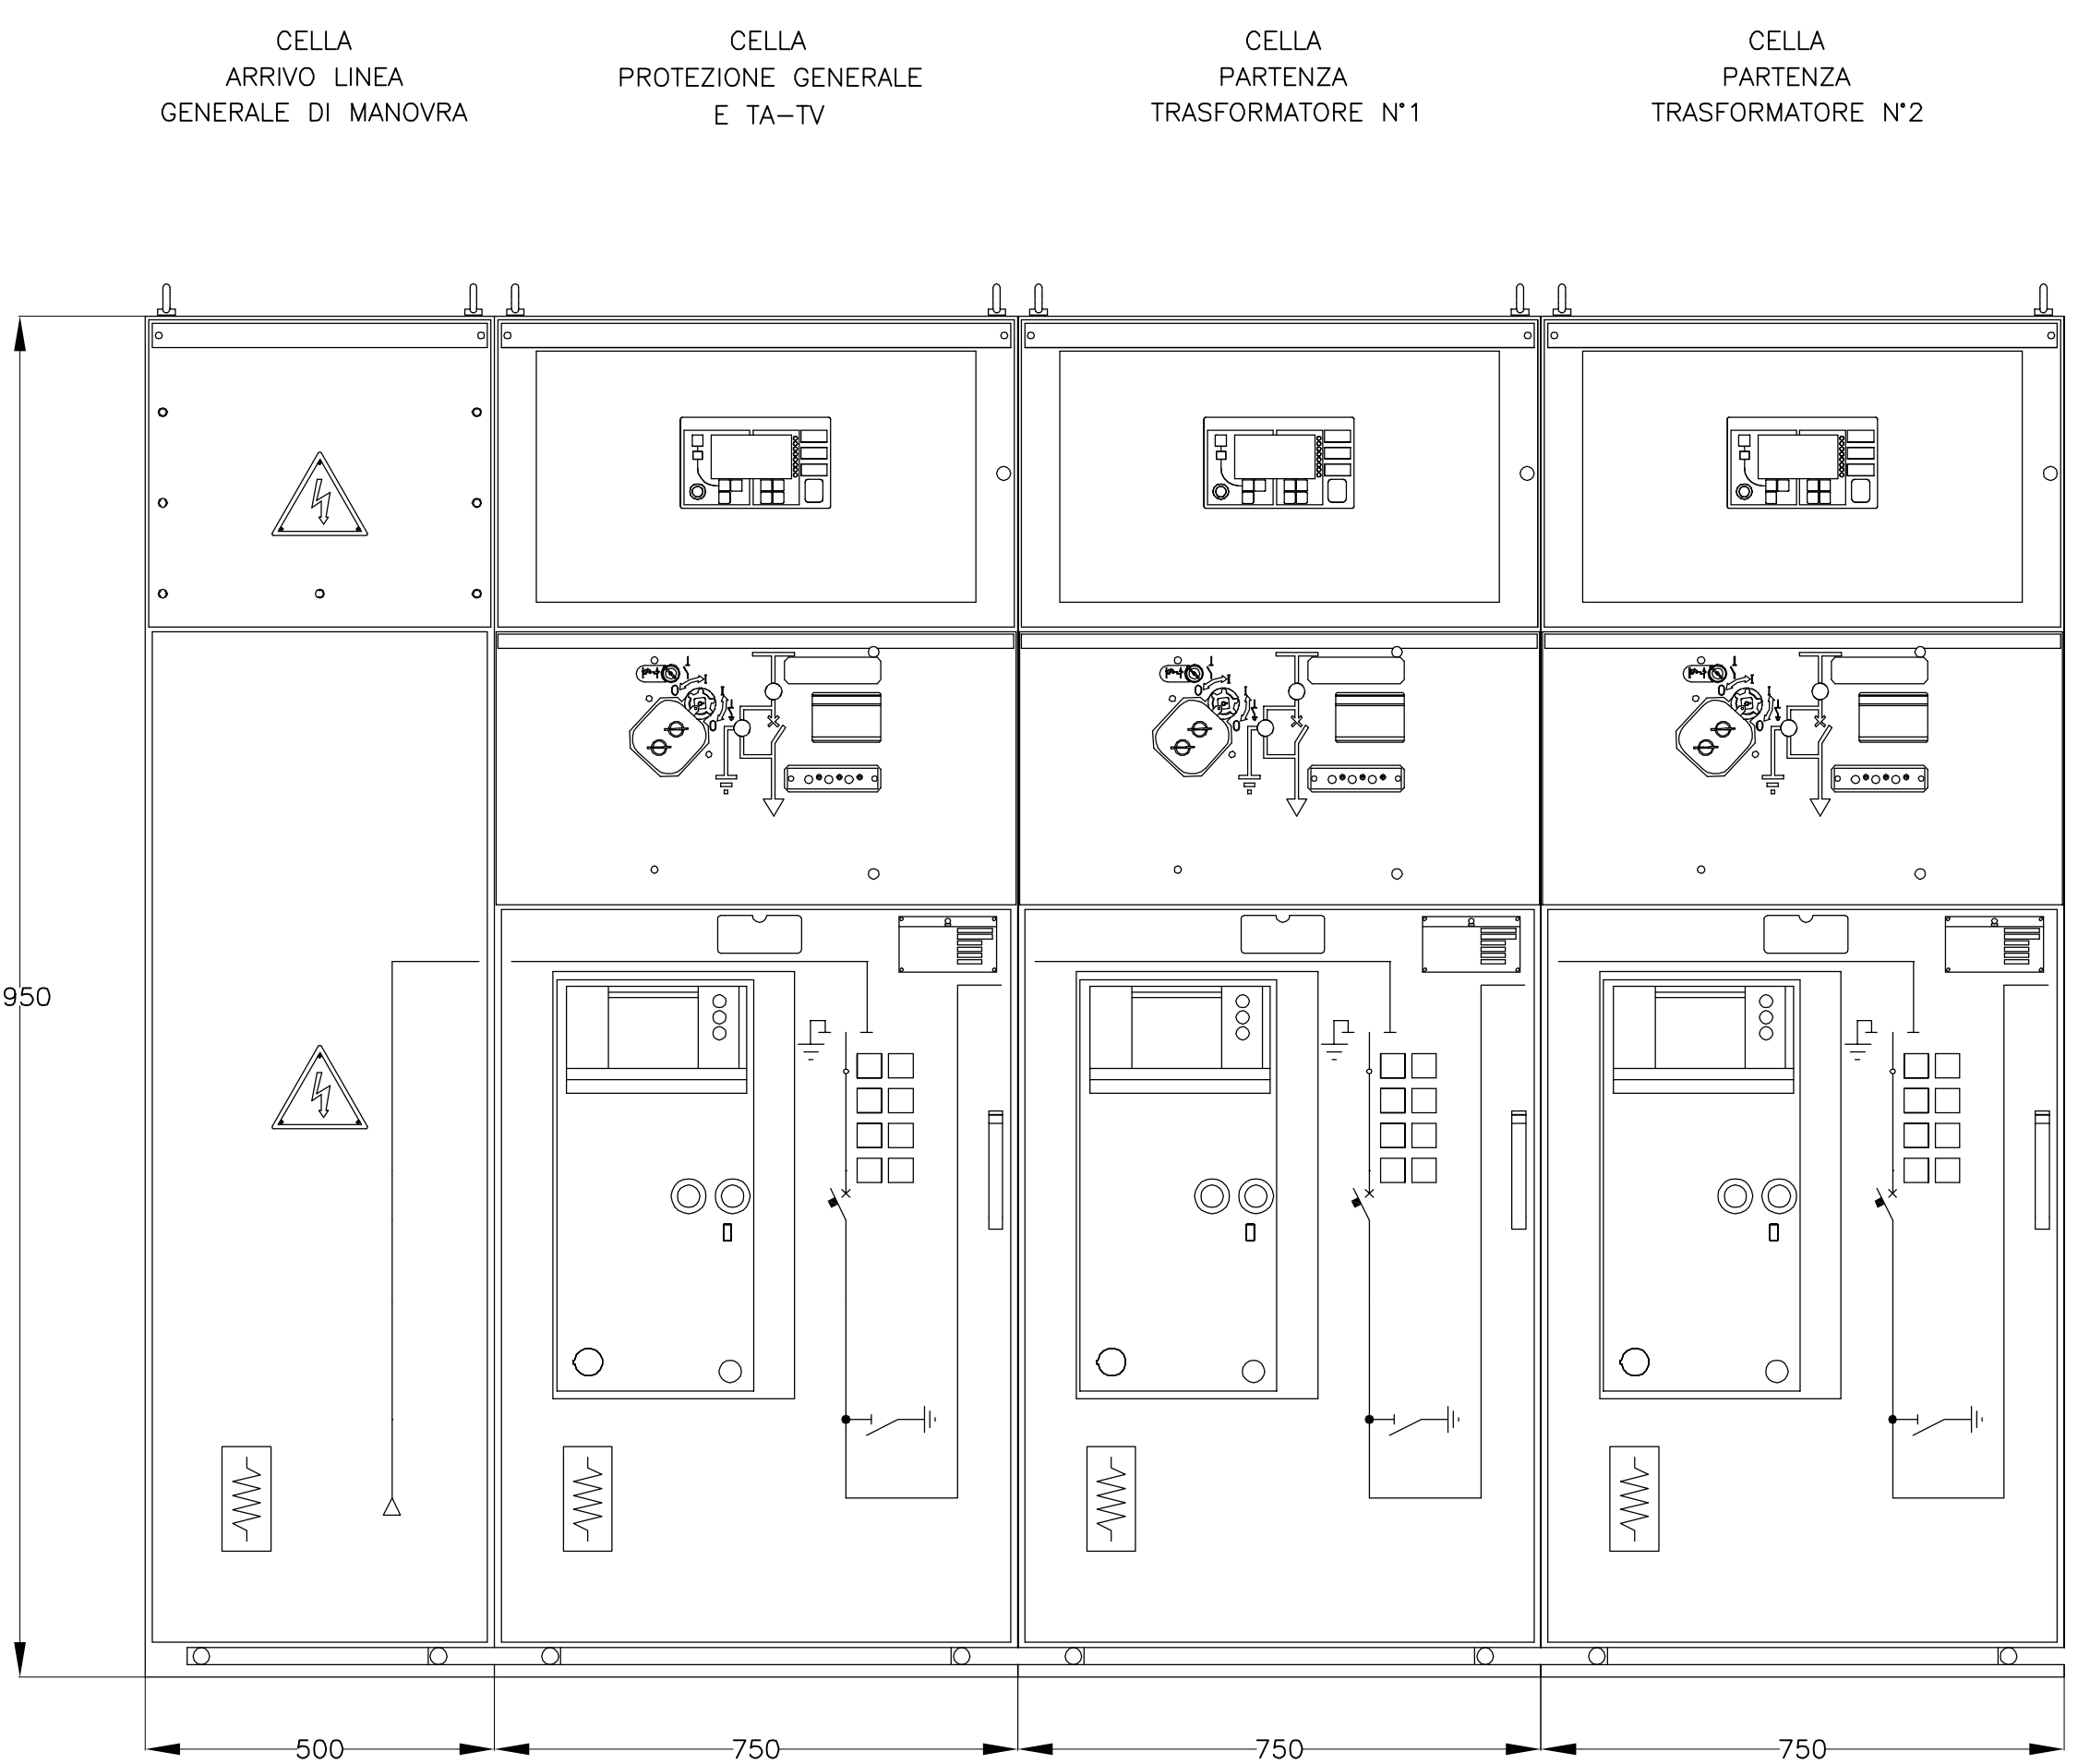 CELLA
ARRIVO LINEA
GENERALE DI MANOVRA
CELLA
PROTEZIONE GENERALE
E TA-TV
CELLA
PARTENZA
TRASFORMATORE N°1
CELLA
PARTENZA
TRASFORMATORE N°2
950
500
750
750
750